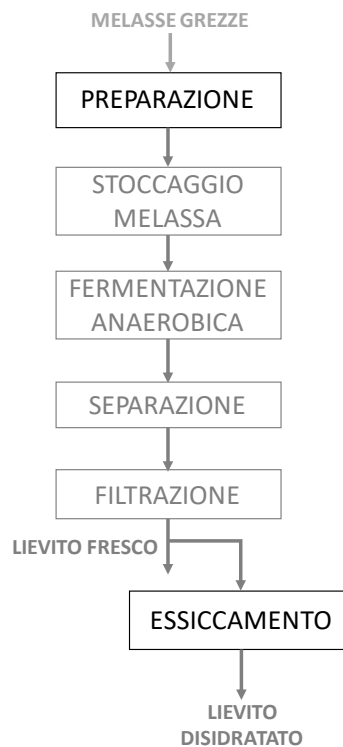 MELASSE GREZZE
PREPARAZIONE
STOCCAGGIO
MELASSA
FERMENTAZIONE
ANAEROBICA
SEPARAZIONE
FILTRAZIONE
LIEVITO FRESCO
ESSICCAMENTO
LIEVITO
DISIDRATATO